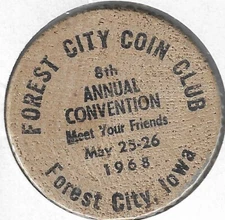 FOREST CITY COIN CLUB
8th
ANNUAL
CONVENTION
Meet Your Friends
May 25-26
1968
Forest City, Iowa